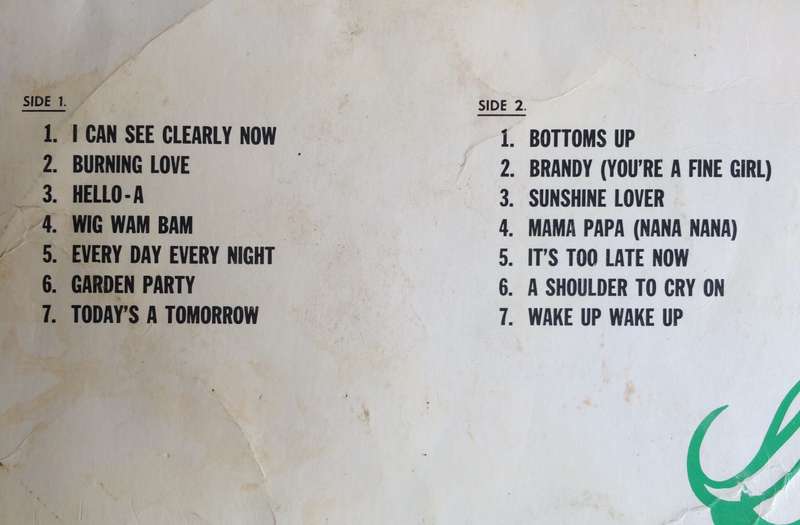 SIDE 1.
1. I CAN SEE CLEARLY NOW
2. BURNING LOVE
3. HELLO-A
4. WIG WAM BAM
5. EVERY DAY EVERY NIGHT
6. GARDEN PARTY
7. TODAY'S A TOMORROW
SIDE 2.
1. BOTTOMS UP
2. BRANDY (YOU'RE A FINE GIRL)
3. SUNSHINE LOVER
4. MAMA PAPA (NANA NANA)
5. IT'S TOO LATE NOW
6. A SHOULDER TO CRY ON
7. WAKE UP WAKE UP